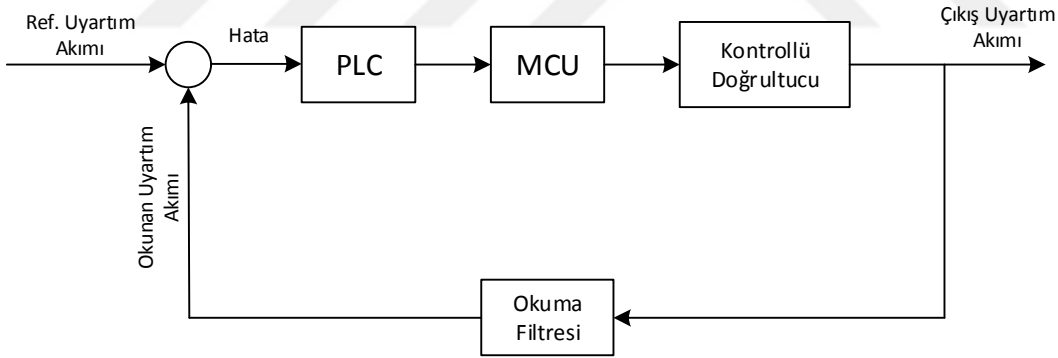 Ref. Uyartım
Akımı
Hata
PLC
MCU
Kontrollü
Doğrultucu
Çıkış Uyartım
Akımı
Okunan Uyartım
Akımı
Okuma
Filtresi